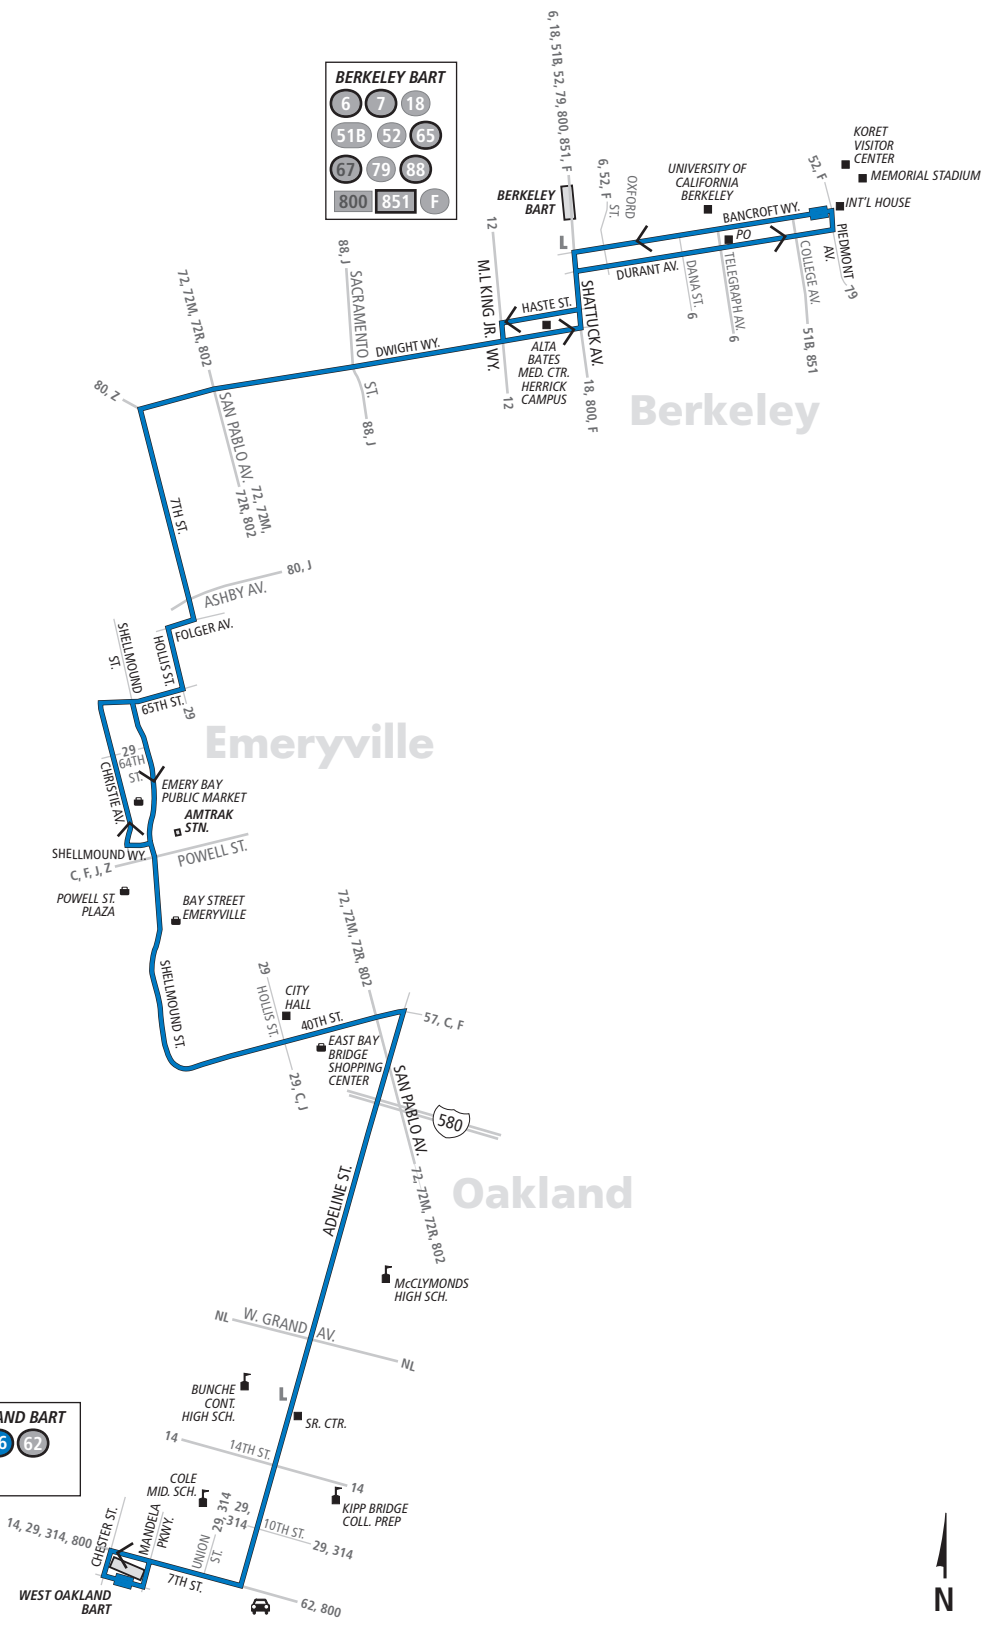 6, 18, 51B, 52, 79, 800, 851, F
BERKELEY BART
6 7 18
51B 52 65
67 79 88
800 851 F
BERKELEY
BART
L
6, 52, F
OXFORD
ST.
UNIVERSITY OF
CALIFORNIA
BERKELEY
52, F
KORET
VISITOR
CENTER
MEMORIAL STADIUM
INT'L HOUSE
BANCROFT WY.
PO
DURANT AV.
DANA ST.
6
TELEGRAPH AV.
6
COLLEGE AV.
51B, 851
PIEDMONT
AV.
79
12
M.L KING JR. WY.
12
HASTE ST.
SHATTUCK AV.
18, 800, F
ALTA
BATES
MED. CTR.
HERRICK
CAMPUS
Berkeley
88, J
SACRAMENTO
ST.
88, J
DWIGHT WY.
72, 72M, 72R, 802
SAN PABLO AV.
72, 72M,
72R, 802
80, Z
7TH ST.
80, J
ASHBY AV.
FOLGER AV.
HOLLIS ST.
SHELLMOUND
ST.
65TH ST.
29
Emeryville
29
64TH
ST.
CHRISTIE AV.
EMERY BAY
PUBLIC MARKET
AMTRAK
STN.
SHELLMOUND WY.
POWELL ST.
C, F, J, Z
POWELL ST.
PLAZA
BAY STREET
EMERYVILLE
SHELLMOUND ST.
72, 72M, 72R, 802
29
HOLLIS ST.
29, C, J
CITY
HALL
40TH ST.
57, C, F
EAST BAY
BRIDGE
SHOPPING
CENTER
SAN PABLO AV.
580
72, 72M, 72R, 802
Oakland
ADELINE ST.
McCLYMONDS
HIGH SCH.
NL
W. GRAND AV.
NL
BUNCHE
CONT.
HIGH SCH.
L
SR. CTR.
14
14TH ST.
14
AND BART
6 62
COLE
MID. SCH.
KIPP BRIDGE
COLL. PREP
29,
314
10TH ST.
29, 314
29, 314
UNION
ST.
MANDELA
PKWY.
CHESTER ST.
14, 29, 314, 800
7TH ST.
WEST OAKLAND
BART
62, 800
N